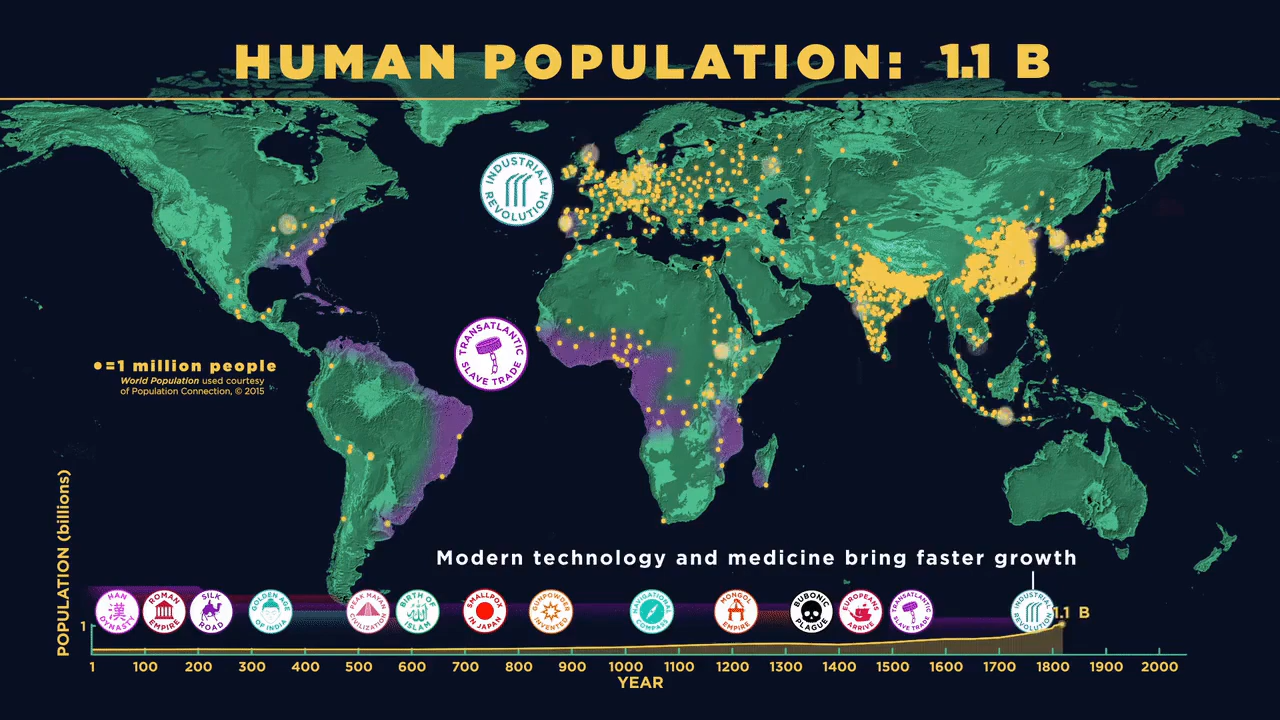 HUMAN POPULATION: 1.1 B
INDUSTRIAL
REVOLUTION
TRANSATLANTIC
SLAVE TRADE
=1 million people
World Population used courtesy
of Population Connection, © 2015
Modern technology and medicine bring faster growth
POPULATION (billions)
HAN
漢
DYNASTY
ROMAN
EMPIRE
SILK
ROAD
GOLDEN AGE
OF INDIA
PEAK MAYAN
CIVILIZATION
BIRTH OF
ISLAM
SMALLPOX
IN JAPAN
GUNPOWDER
INVENTED
NAVIGATIONAL
COMPASS
MONGOL
EMPIRE
BUBONIC
PLAGUE
EUROPEANS
ARRIVE
TRANSATLANTIC
SLAVE TRADE
INDUSTRIAL
REVOLUTION
1.1 B
1
1 100 200 300 400 500 600 700 800 900 1000 1100 1200 1300 1400 1500 1600 1700 1800 1900 2000
YEAR